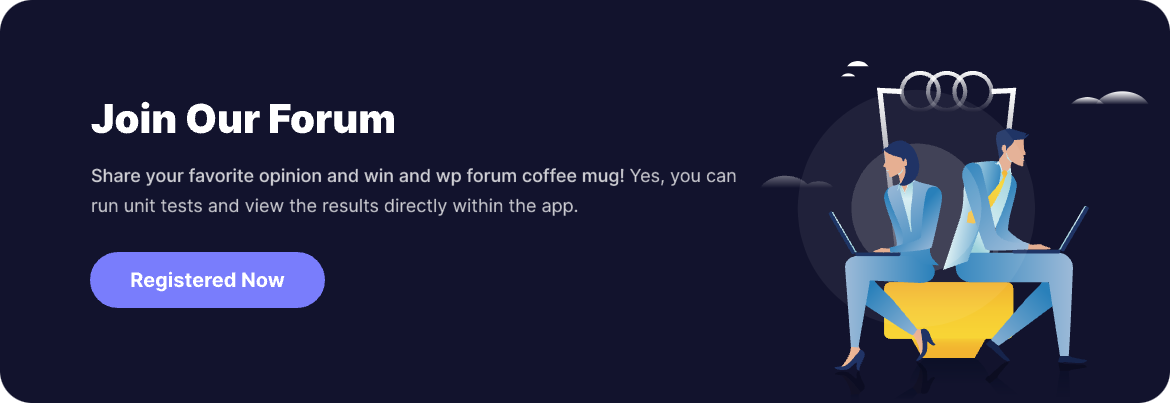 Join Our Forum
Share your favorite opinion and win and wp forum coffee mug! Yes, you can
run unit tests and view the results directly within the app.
Registered Now